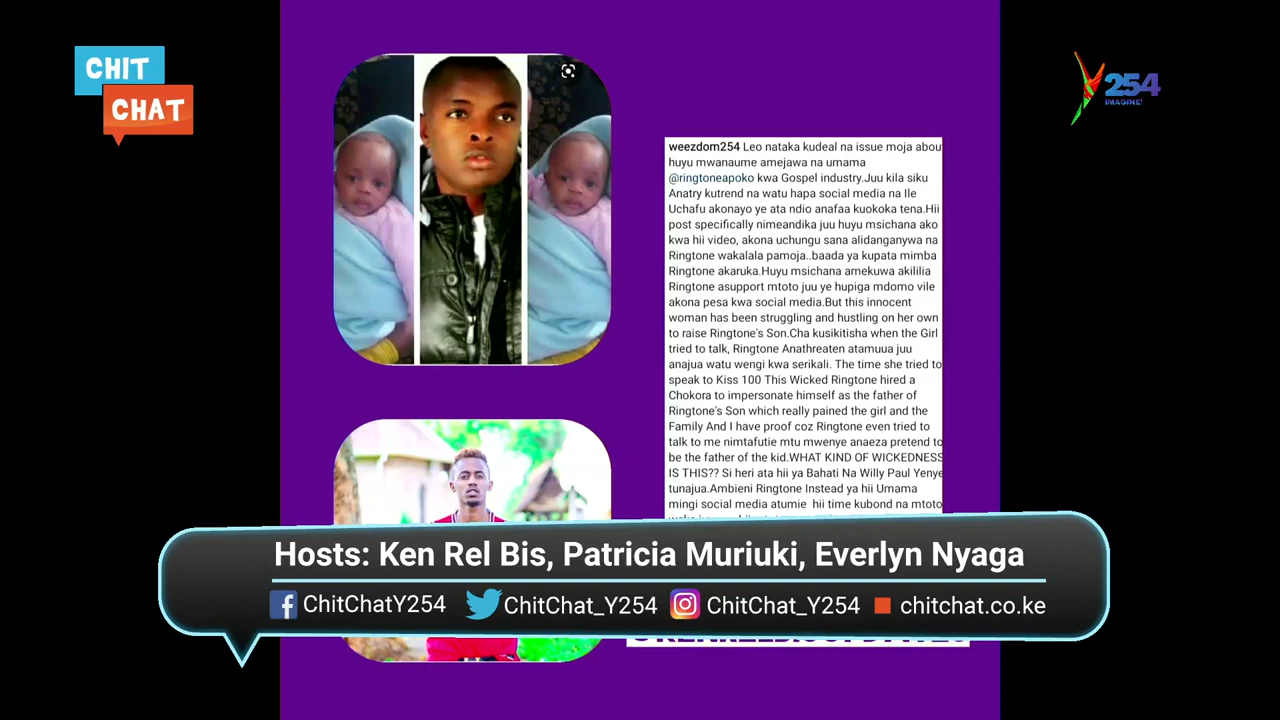 CHIT
CHAT
254
IMAGINE!
weezdom254 Leo nataka kudeal na issue moja abou
huyu mwanaume amejawa na umama
@ringtoneapoko kwa Gospel industry.Juu kila siku
Anatry kutrend na watu hapa social media na Ile
Uchafu akonayo ye ata ndio anafaa kuokoka tena.Hii
post specifically nimeandika juu huyu msichana ako
kwa hii video, akona uchungu sana alidanganywa na
Ringtone wakalala pamoja..baada ya kupata mimba
Ringtone akaruka.Huyu msichana amekuwa akililia
Ringtone asupport mtoto juu ye hupiga mdomo vile
akona pesa kwa social media.But this innocent
woman has been struggling and hustling on her own
to raise Ringtone's Son.Cha kusikitisha when the Girl
tried to talk, Ringtone Anathreaten atamuua juu
anajua watu wengi kwa serikali. The time she tried to
speak to Kiss 100 This Wicked Ringtone hired a
Chokora to impersonate himself as the father of
Ringtone's Son which really pained the girl and the
Family And I have proof coz Ringtone even tried to
talk to me nimtafutie mtu mwenye anaeza pretend to
be the father of the kid.WHAT KIND OF WICKEDNESS
IS THIS?? Si heri ata hii ya Bahati Na Willy Paul Yenye
tunajua.Ambieni Ringtone Instead ya hii Umama
mingi social media atumie hii time kubond na mtoto
Hosts: Ken Rel Bis, Patricia Muriuki, Everlyn Nyaga
ChitChatY254 ChitChat_Y254 ChitChat_Y254 chitchat.co.ke